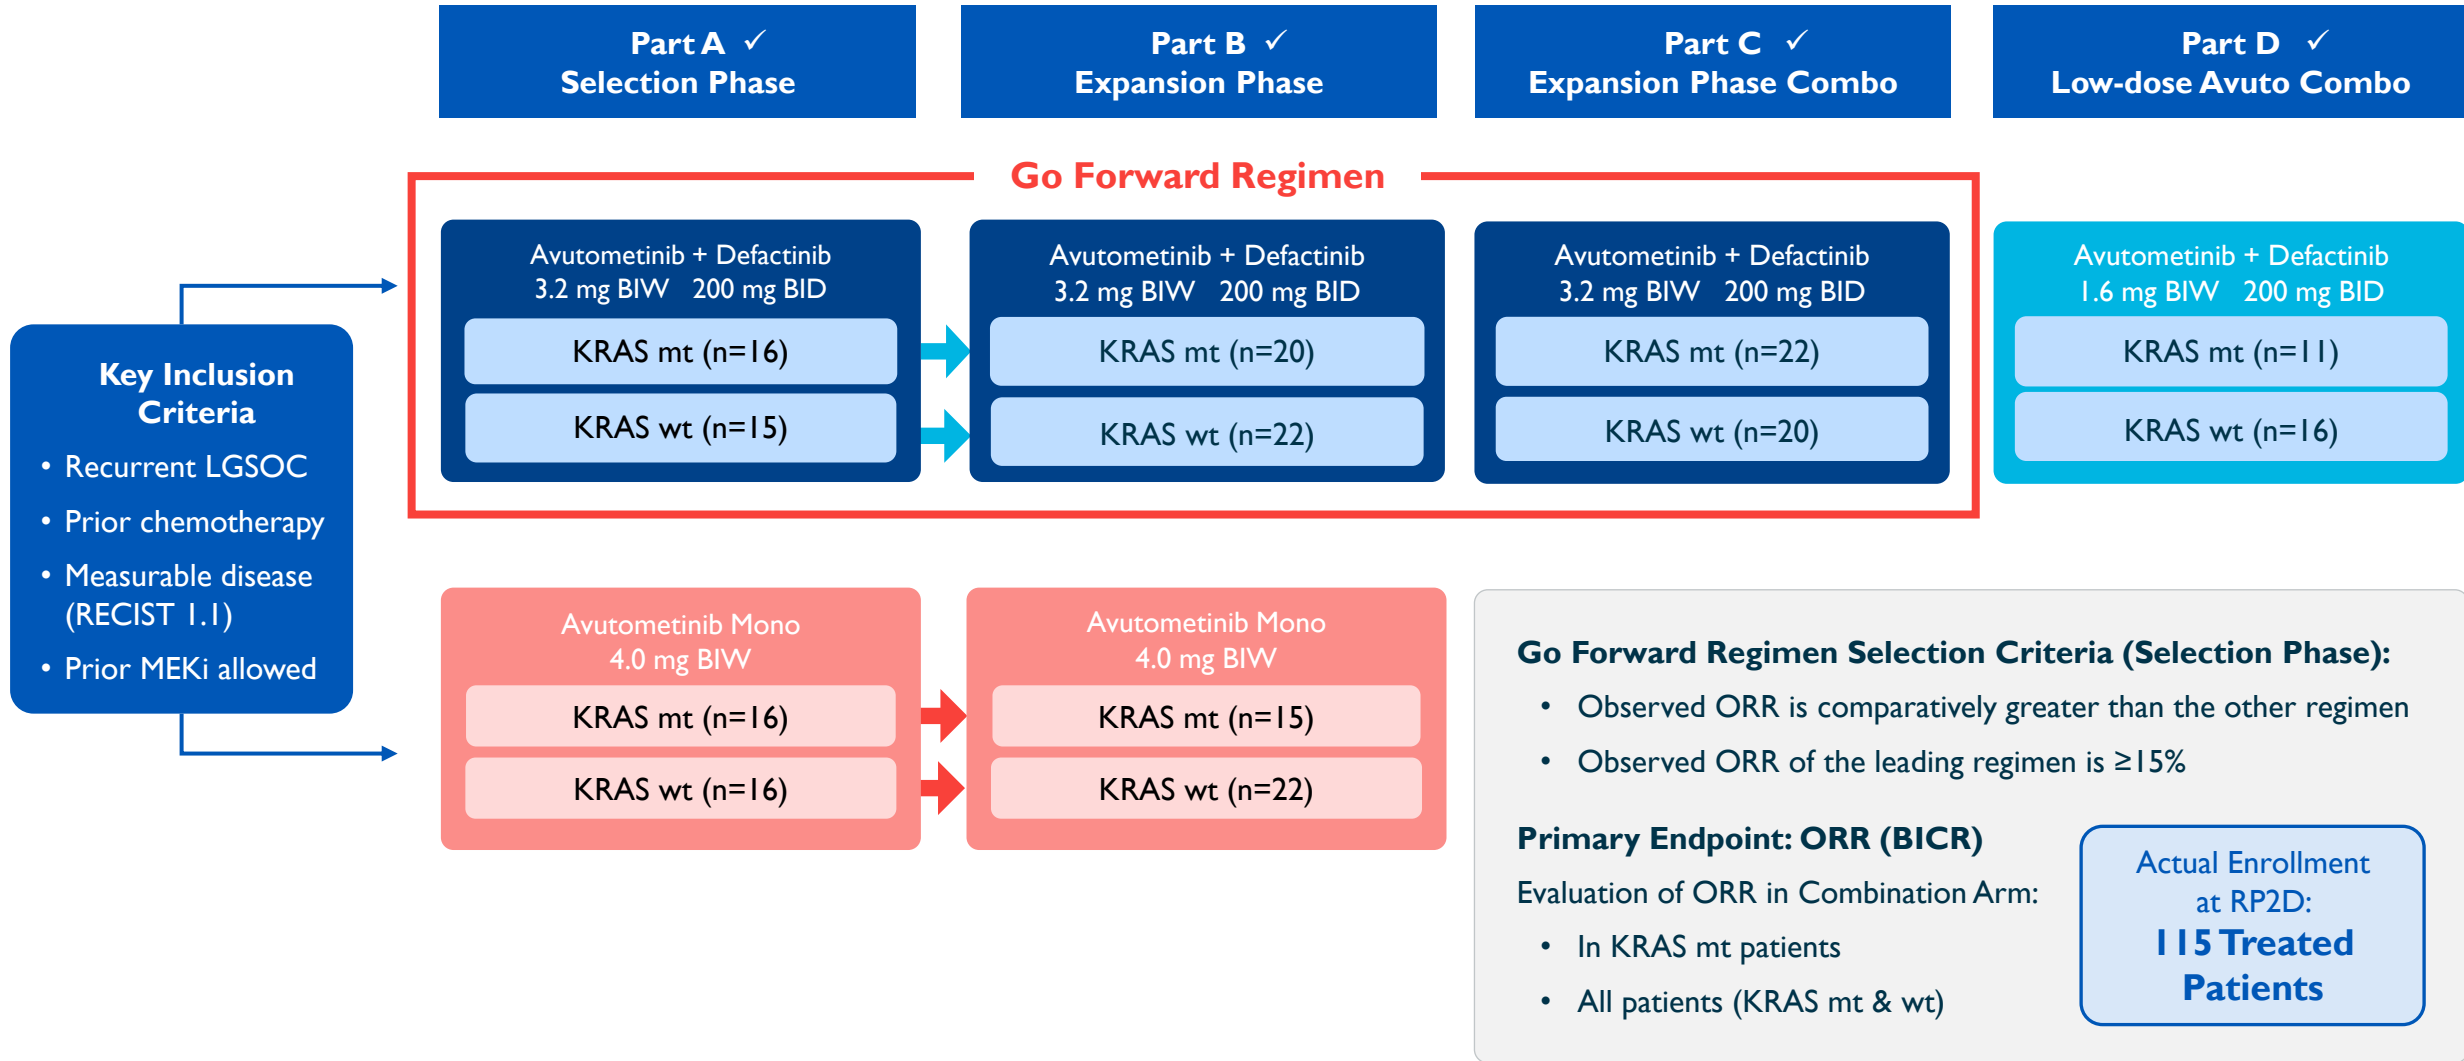 Part A ✓
Selection Phase
Part B ✓
Expansion Phase
Part C ✓
Expansion Phase Combo
Part D ✓
Low-dose Avuto Combo
Go Forward Regimen
Key Inclusion
Criteria
• Recurrent LGSOC
• Prior chemotherapy
• Measurable disease
(RECIST 1.1)
• Prior MEKi allowed
Avutometinib + Defactinib
3.2 mg BIW 200 mg BID
KRAS mt (n=16)
KRAS wt (n=15)
Avutometinib + Defactinib
3.2 mg BIW 200 mg BID
KRAS mt (n=20)
KRAS wt (n=22)
Avutometinib + Defactinib
3.2 mg BIW 200 mg BID
KRAS mt (n=22)
KRAS wt (n=20)
Avutometinib + Defactinib
1.6 mg BIW 200 mg BID
KRAS mt (n=11)
KRAS wt (n=16)
Avutometinib Mono
4.0 mg BIW
KRAS mt (n=16)
KRAS wt (n=16)
Avutometinib Mono
4.0 mg BIW
KRAS mt (n=15)
KRAS wt (n=22)
Go Forward Regimen Selection Criteria (Selection Phase):
• Observed ORR is comparatively greater than the other regimen
• Observed ORR of the leading regimen is ≥15%
Primary Endpoint: ORR (BICR)
Evaluation of ORR in Combination Arm:
• In KRAS mt patients
• All patients (KRAS mt & wt)
Actual Enrollment
at RP2D:
115 Treated
Patients